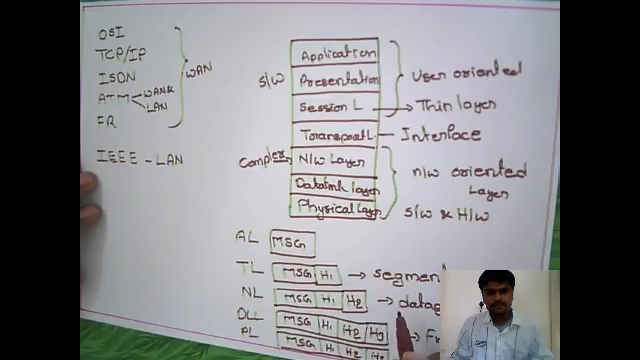 OSI
TCP/IP
ISDN
ATM WAN&
LAN
FR
WAN
IEEE - LAN
Application
Presentation
Session L
Transport L
N/W Layer
Datalink layer
Physical Layer
S/W
Complex
User oriented
Thin layer
Interface
N/W oriented
Layer
S/W & H/W
AL MSG
TL MSG H1 segmen
NL MSG H1 H2 datag
DLL MSG H1 H2 H3 Fr
PL MSG H1 H2 H3